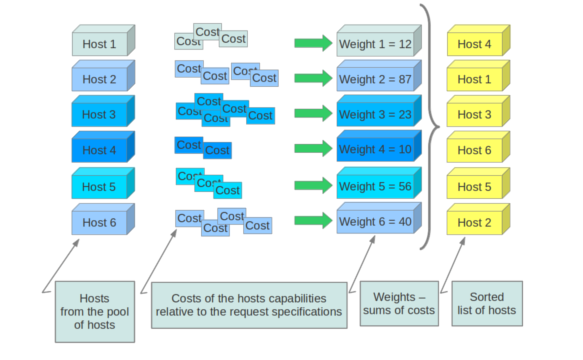 Host 1
Cost
Cost
Cost
Weight 1 = 12
Host 4
Host 2
Cost
Cost
Cost
Cost
Weight 2 = 87
Host 1
Host 3
Cost
Cost
Cost
Cost
Cost
Weight 3 = 23
Host 3
Host 4
Cost
Cost
Weight 4 = 10
Host 6
Host 5
Cost
Cost
Cost
Weight 5 = 56
Host 5
Host 6
Cost
Cost
Cost
Cost
Weight 6 = 40
Host 2
Hosts
from the pool
of hosts
Costs of the hosts capabilities
relative to the request specifications
Weights –
sums of costs
Sorted
list of hosts